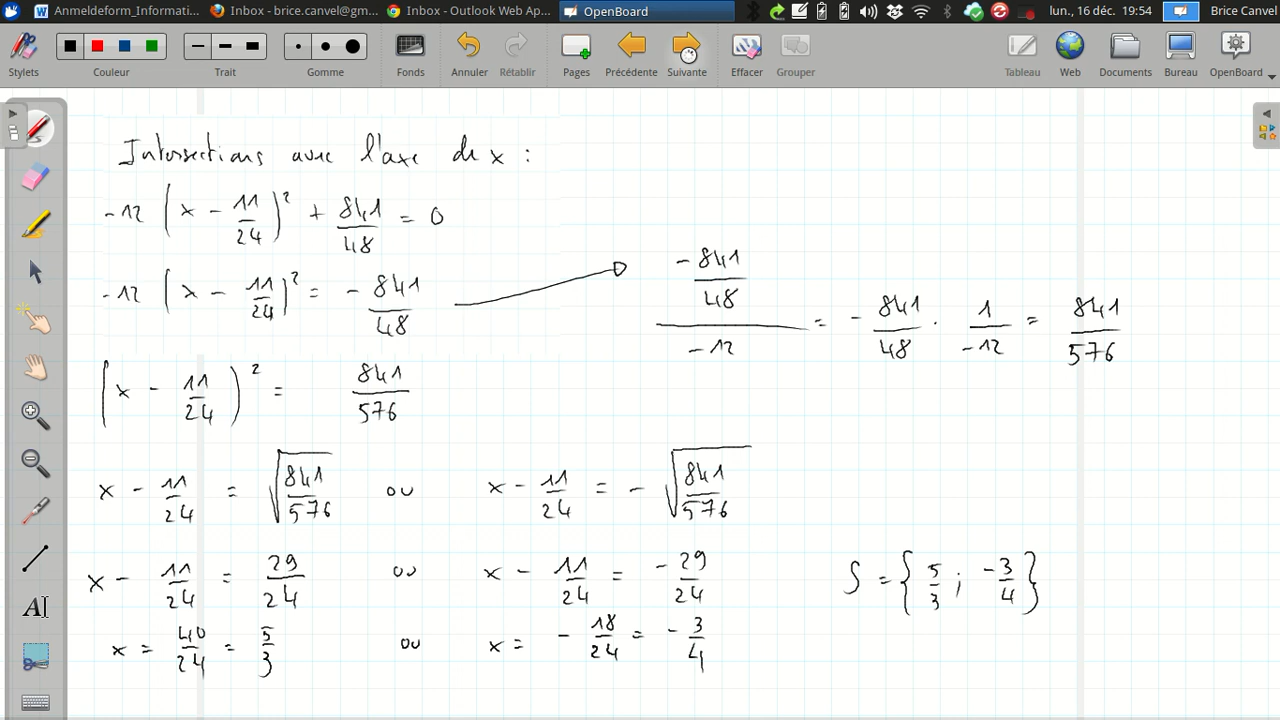 Anmeldeform_Informati...
Inbox - brice.canvel@gm...
Inbox - Outlook Web Ap...
OpenBoard
lun., 16 déc. 19:54
Brice Canvel
Stylets
Couleur
Trait
Gomme
Fonds
Annuler
Rétablir
Pages
Précédente
Suivante
Effacer
Grouper
Tableau
Web
Documents
Bureau
OpenBoard
Intersections avec l'axe de x :
-12 (x - 11/24)² + 841/48 = 0
-12 (x - 11/24)² = - 841/48
(-841/48)/(-12) = - 841/48 · 1/-12 = 841/576
(x - 11/24)² = 841/576
x - 11/24 = √(841/576) ou x - 11/24 = - √(841/576)
x - 11/24 = 29/24 ou x - 11/24 = - 29/24
S = {5/3 ; -3/4}
x = 40/24 = 5/3 ou x = - 18/24 = - 3/4